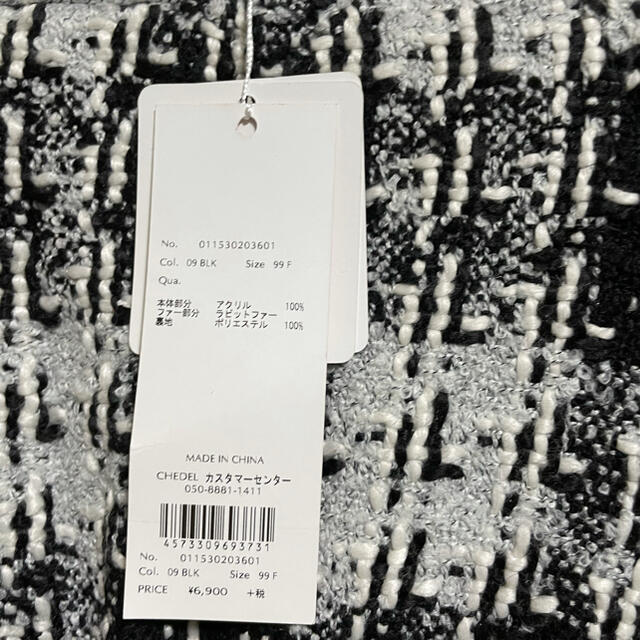 No. 011530203601
Col. 09 BLK Size 99 F
Qua.
本体部分 アクリル 100%
ファー部分 ラビットファー
裏地 ポリエステル 100%
MADE IN CHINA
CHEDEL カスタマーセンター
050-8881-1411
4573309693731
No. 011530203601
Col. 09 BLK Size 99 F
PRICE ¥6,900 +税